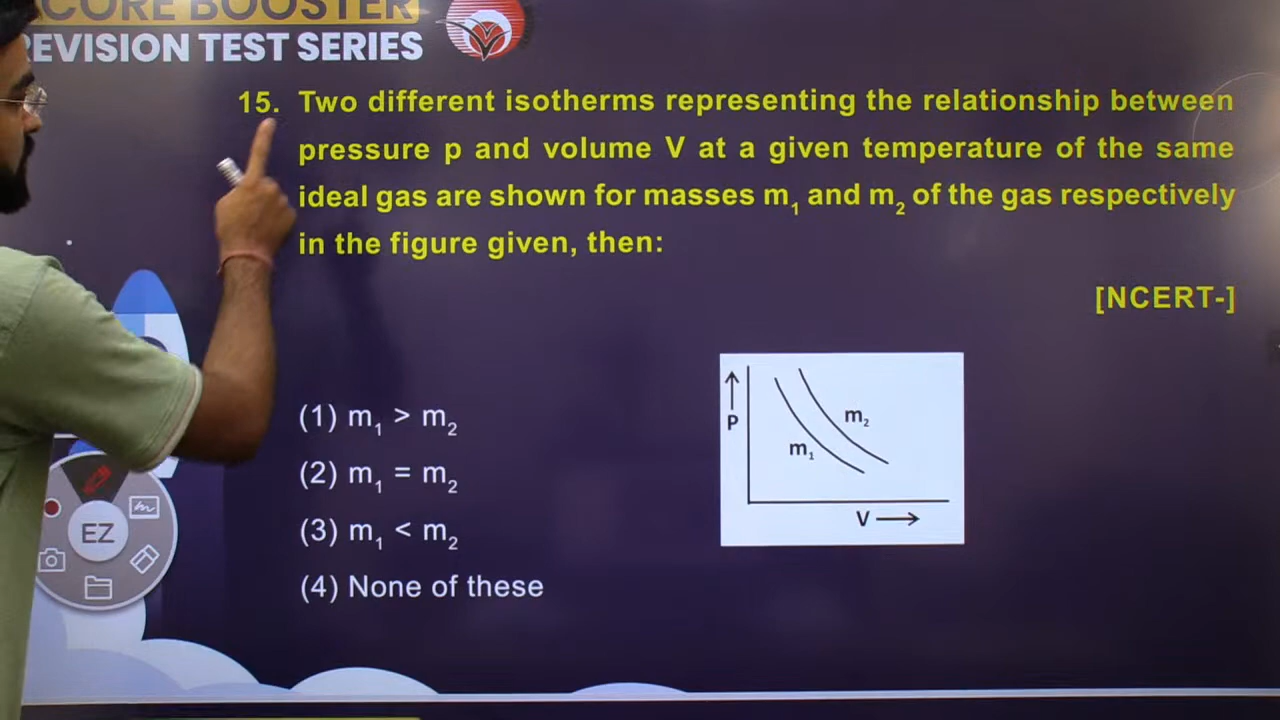 CORE BOOSTER
REVISION TEST SERIES
15. Two different isotherms representing the relationship between
pressure p and volume V at a given temperature of the same
ideal gas are shown for masses m₁ and m₂ of the gas respectively
in the figure given, then:
[NCERT-]
(1) m₁ > m₂
(2) m₁ = m₂
(3) m₁ < m₂
(4) None of these
P
m₂
m₁
V
EZ